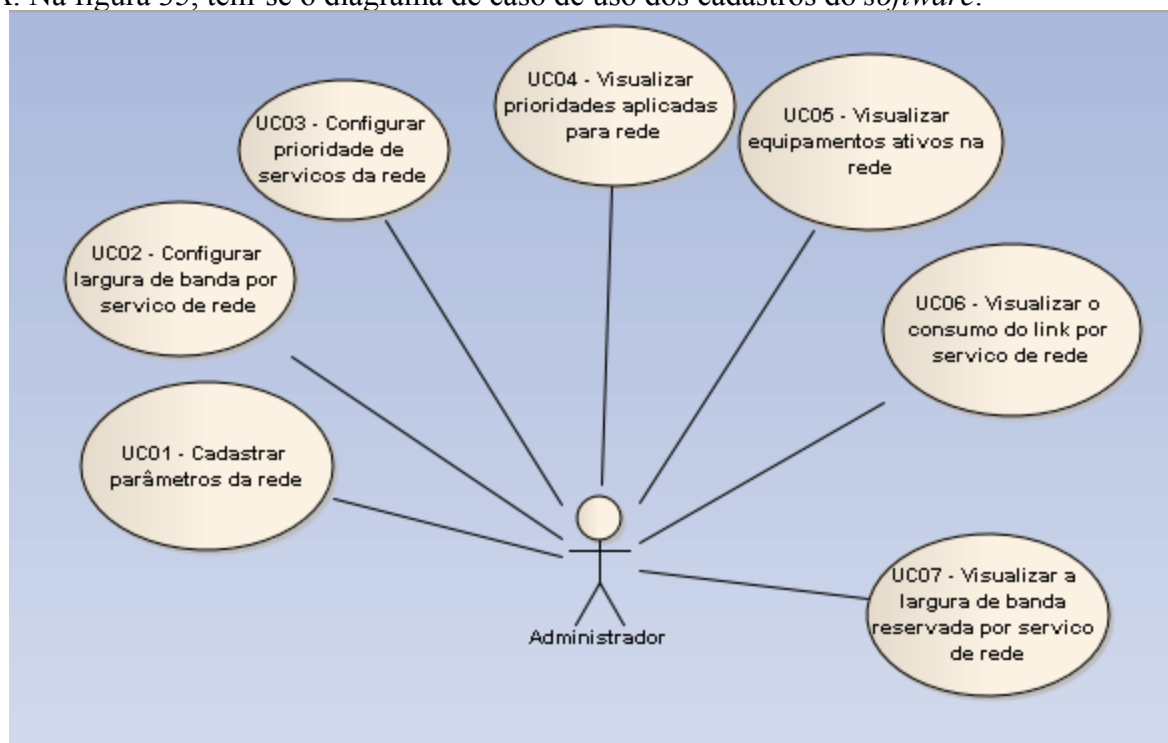 A. Na figura 35, tem-se o diagrama de caso de uso dos cadastros do software.
UC04 - Visualizar
prioridades aplicadas
para rede
UC03 - Configurar
prioridade de
servicos da rede
UC05 - Visualizar
equipamentos ativos na
rede
UC02 - Configurar
largura de banda por
servico de rede
UC06 - Visualizar o
consumo do link por
servico de rede
UC01 - Cadastrar
parâmetros da rede
UC07 - Visualizar a
largura de banda
reservada por servico
de rede
Administrador